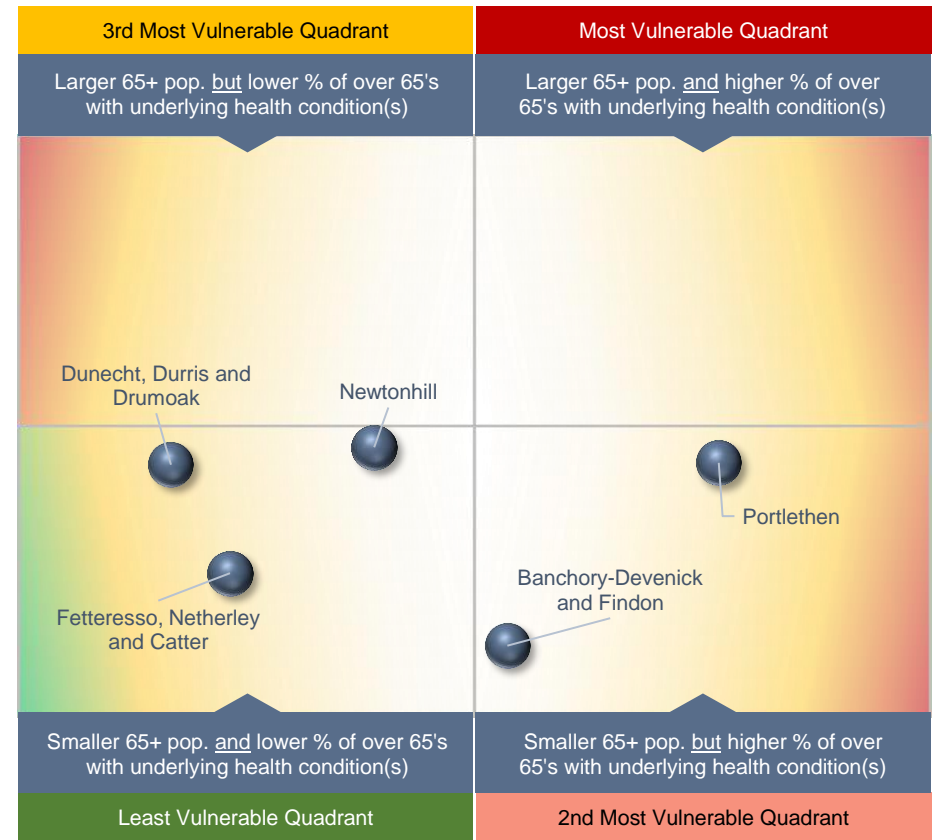 3rd Most Vulnerable Quadrant
Most Vulnerable Quadrant
Larger 65+ pop. but lower % of over 65's
with underlying health condition(s)
Larger 65+ pop. and higher % of over
65's with underlying health condition(s)
Dunecht, Durris and
Drumoak
Newtonhill
Portlethen
Banchory-Devenick
and Findon
Fetteresso, Netherley
and Catter
Smaller 65+ pop. and lower % of over 65's
with underlying health condition(s)
Smaller 65+ pop. but higher % of over
65's with underlying health condition(s)
Least Vulnerable Quadrant
2nd Most Vulnerable Quadrant